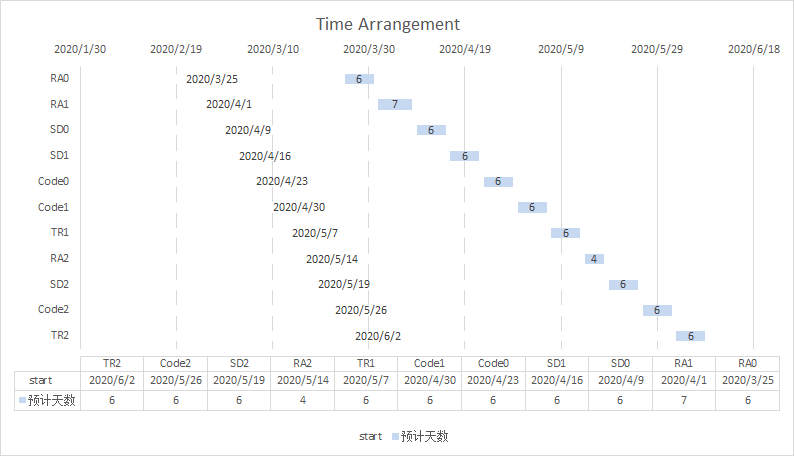 Time Arrangement
2020/1/30 2020/2/19 2020/3/10 2020/3/30 2020/4/19 2020/5/9 2020/5/29 2020/6/18
RA0 2020/3/25 6
RA1 2020/4/1 7
SD0 2020/4/9 6
SD1 2020/4/16 6
Code0 2020/4/23 6
Code1 2020/4/30 6
TR1 2020/5/7 6
RA2 2020/5/14 4
SD2 2020/5/19 6
Code2 2020/5/26 6
TR2 2020/6/2 6
TR2 Code2 SD2 RA2 TR1 Code1 Code0 SD1 SD0 RA1 RA0
start 2020/6/2 2020/5/26 2020/5/19 2020/5/14 2020/5/7 2020/4/30 2020/4/23 2020/4/16 2020/4/9 2020/4/1 2020/3/25
预计天数 6 6 6 4 6 6 6 6 6 7 6
start 预计天数